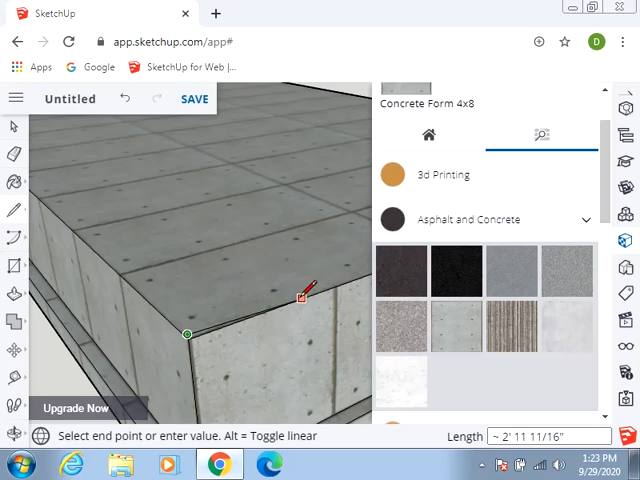 SketchUp
app.sketchup.com/app#
D
Apps
Google
SketchUp for Web |...
Untitled
SAVE
Concrete Form 4x8
3d Printing
Asphalt and Concrete
Upgrade Now
Select end point or enter value. Alt = Toggle linear
Length
~ 2' 11 11/16"
1:23 PM
9/29/2020